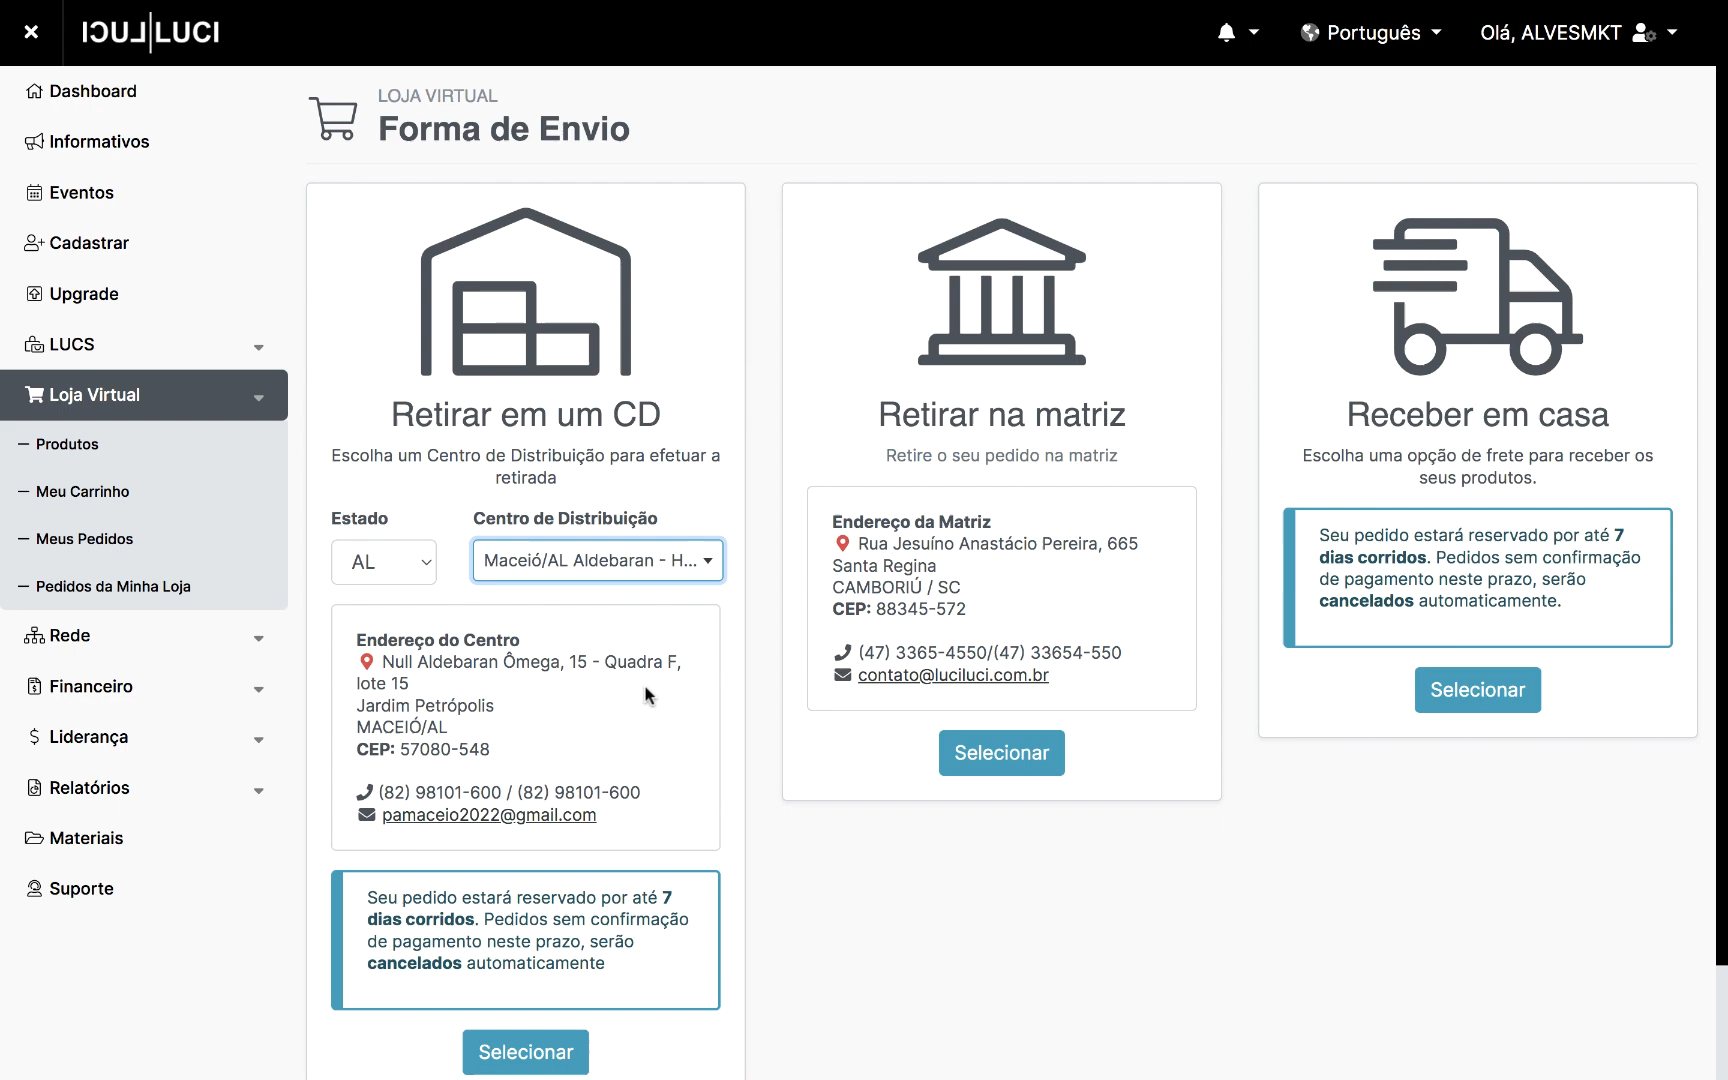 LUCI|LUCI
Português
Olá, ALVESMKT
Dashboard
Informativos
Eventos
Cadastrar
Upgrade
LUCS
Loja Virtual
Produtos
Meu Carrinho
Meus Pedidos
Pedidos da Minha Loja
Rede
Financeiro
Liderança
Relatórios
Materiais
Suporte
LOJA VIRTUAL
Forma de Envio
Retirar em um CD
Escolha um Centro de Distribuição para efetuar a
retirada
Estado
Centro de Distribuição
AL
Maceió/AL Aldebaran - H...
Endereço do Centro
Null Aldebaran Ômega, 15 - Quadra F,
lote 15
Jardim Petrópolis
MACEIÓ/AL
CEP: 57080-548
(82) 98101-600 / (82) 98101-600
pamaceio2022@gmail.com
Seu pedido estará reservado por até 7
dias corridos. Pedidos sem confirmação
de pagamento neste prazo, serão
cancelados automaticamente
Selecionar
Retirar na matriz
Retire o seu pedido na matriz
Endereço da Matriz
Rua Jesuíno Anastácio Pereira, 665
Santa Regina
CAMBORIÚ / SC
CEP: 88345-572
(47) 3365-4550/(47) 33654-550
contato@luciluci.com.br
Selecionar
Receber em casa
Escolha uma opção de frete para receber os
seus produtos.
Seu pedido estará reservado por até 7
dias corridos. Pedidos sem confirmação
de pagamento neste prazo, serão
cancelados automaticamente.
Selecionar